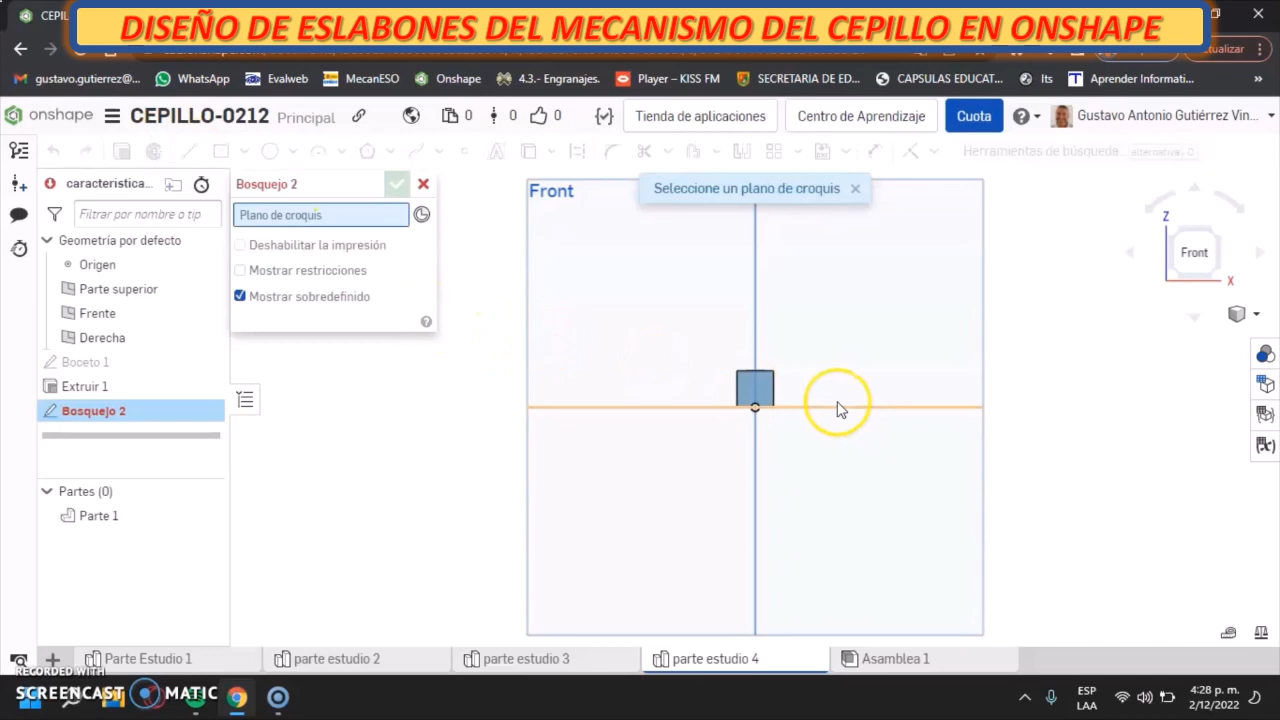 CEPIL
DISEÑO DE ESLABONES DEL MECANISMO DEL CEPILLO EN ONSHAPE
ctualizar
gustavo.gutierrez@...
WhatsApp
Evalweb
MecanESO
Onshape
4.3.- Engranajes.
Player – KISS FM
SECRETARIA DE ED...
CAPSULAS EDUCAT...
Its
Aprender Informati...
»
onshape
CEPILLO-0212
Principal
0
0
0
Tienda de aplicaciones
Centro de Aprendizaje
Cuota
Gustavo Antonio Gutiérrez Vin...
Herramientas de búsqueda...
alternativa
característica...
Filtrar por nombre o tip
Geometría por defecto
Origen
Parte superior
Frente
Derecha
Boceto 1
Extruir 1
Bosquejo 2
Partes (0)
Parte 1
Bosquejo 2
Plano de croquis
Deshabilitar la impresión
Mostrar restricciones
Mostrar sobredefinido
Front
Seleccione un plano de croquis
Z
Front
X
Parte Estudio 1
parte estudio 2
parte estudio 3
parte estudio 4
Asamblea 1
RECORDED WITH
SCREENCAST MATIC
ESP
LAA
4:28 p. m.
2/12/2022